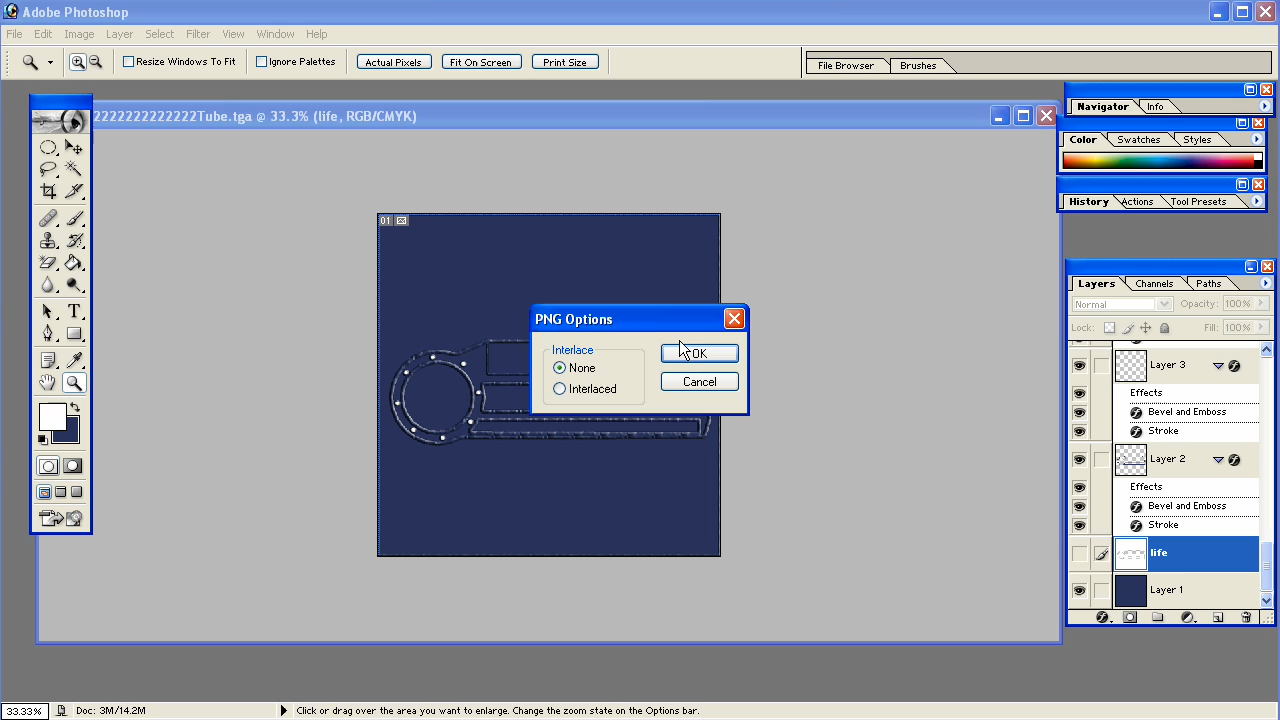 Adobe Photoshop
File Edit Image Layer Select Filter View Window Help
Resize Windows To Fit Ignore Palettes Actual Pixels Fit On Screen Print Size File Browser Brushes
22222222222222Tube.tga @ 33.3% (life, RGB/CMYK)
Navigator Info
Color Swatches Styles
History Actions Tool Presets
01
PNG Options
Interlace
None
Interlaced
OK
Cancel
Layers Channels Paths
Normal Opacity: 100%
Lock: Fill: 100%
Layer 3
Effects
Bevel and Emboss
Stroke
Layer 2
Effects
Bevel and Emboss
Stroke
life
Layer 1
33.33% Doc: 3M/14.2M Click or drag over the area you want to enlarge. Change the zoom state on the Options bar.